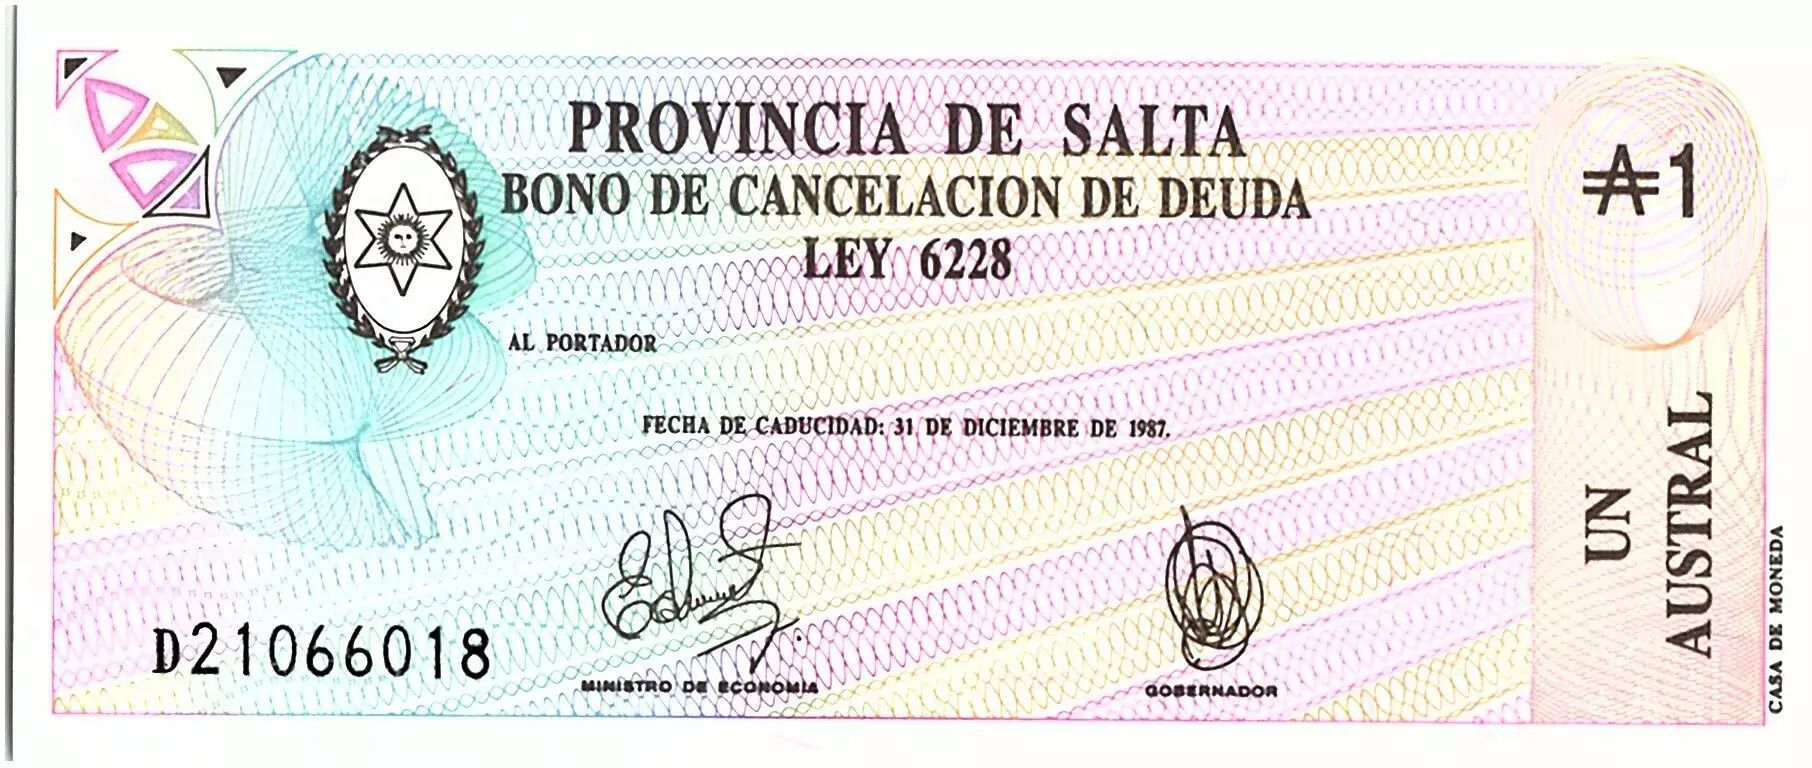 PROVINCIA DE SALTA
BONO DE CANCELACION DE DEUDA
LEY 6228
₳1
AL PORTADOR
FECHA DE CADUCIDAD: 31 DE DICIEMBRE DE 1987.
UN
AUSTRAL
D21066018
MINISTRO DE ECONOMIA
GOBERNADOR
CASA DE MONEDA